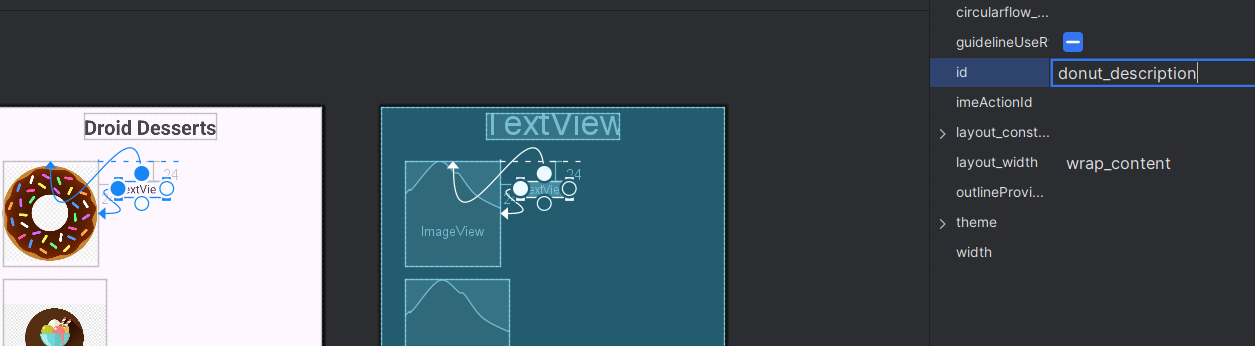 circularflow_...
guidelineUseR
id
donut_description
imeActionId
layout_const...
layout_width
wrap_content
outlineProvi...
theme
width
Droid Desserts
24
TextView
24
ImageView